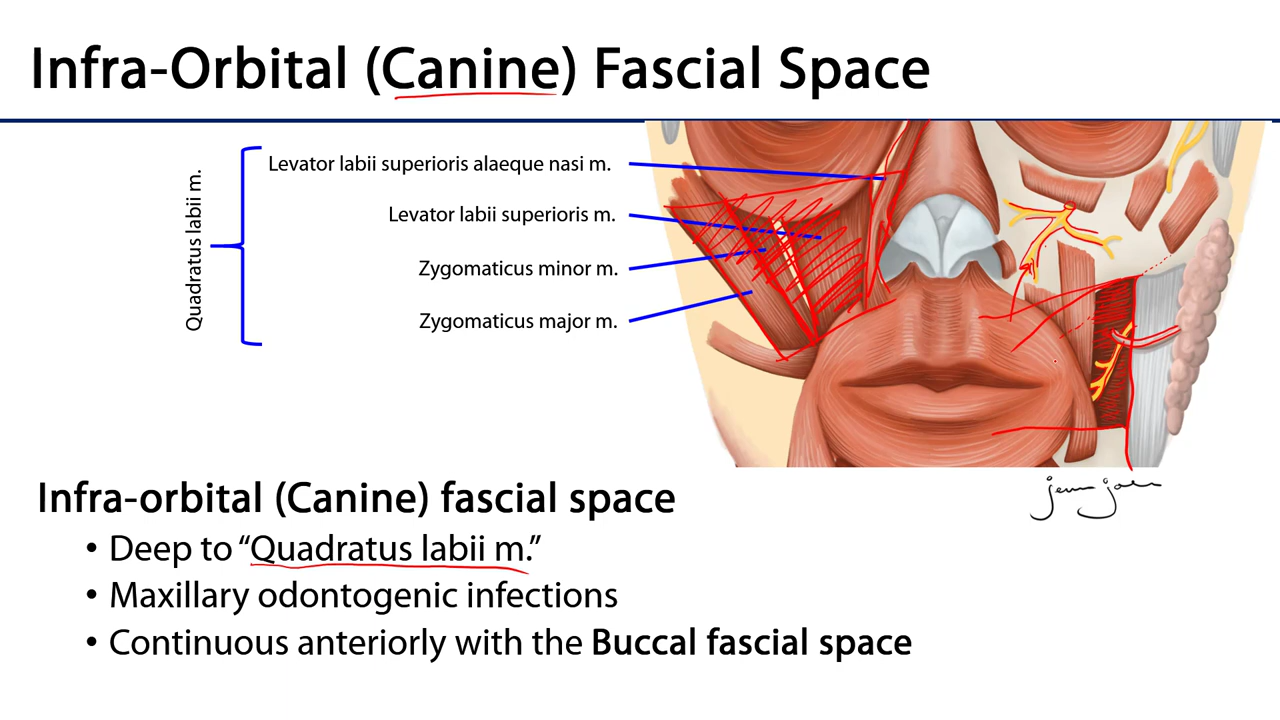 Infra-Orbital (Canine) Fascial Space
Quadratus labii m.
Levator labii superioris alaeque nasi m.
Levator labii superioris m.
Zygomaticus minor m.
Zygomaticus major m.
Infra-orbital (Canine) fascial space
• Deep to “Quadratus labii m.”
• Maxillary odontogenic infections
• Continuous anteriorly with the Buccal fascial space